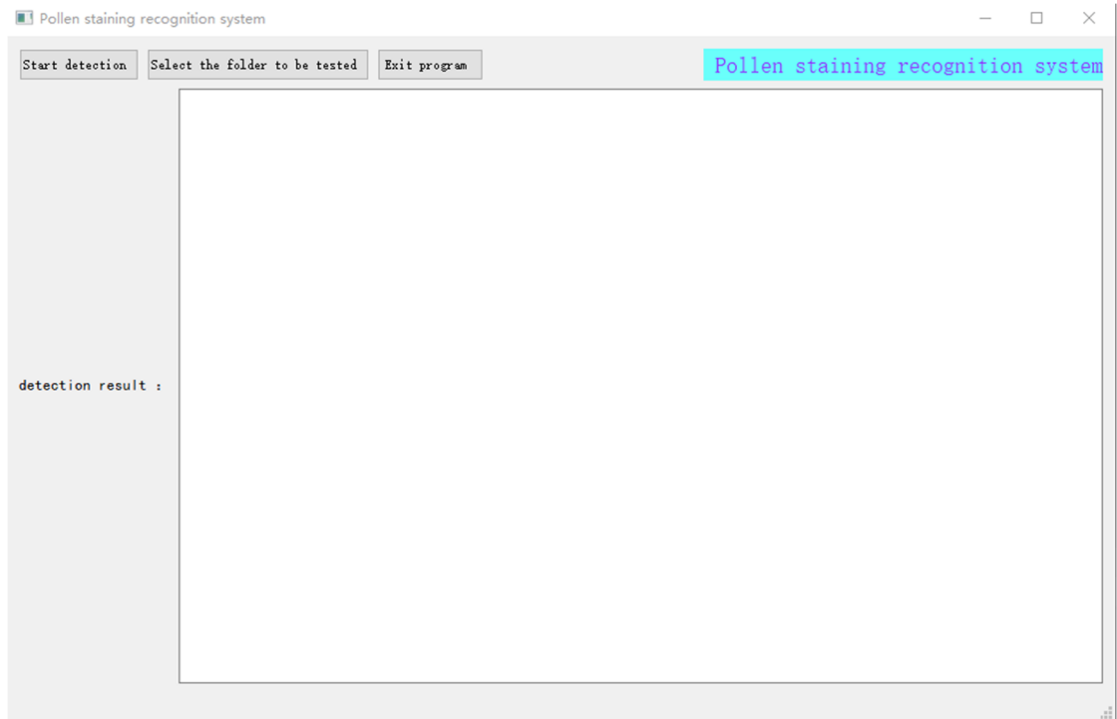 Pollen staining recognition system
Start detection Select the folder to be tested Exit program Pollen staining recognition system
detection result :